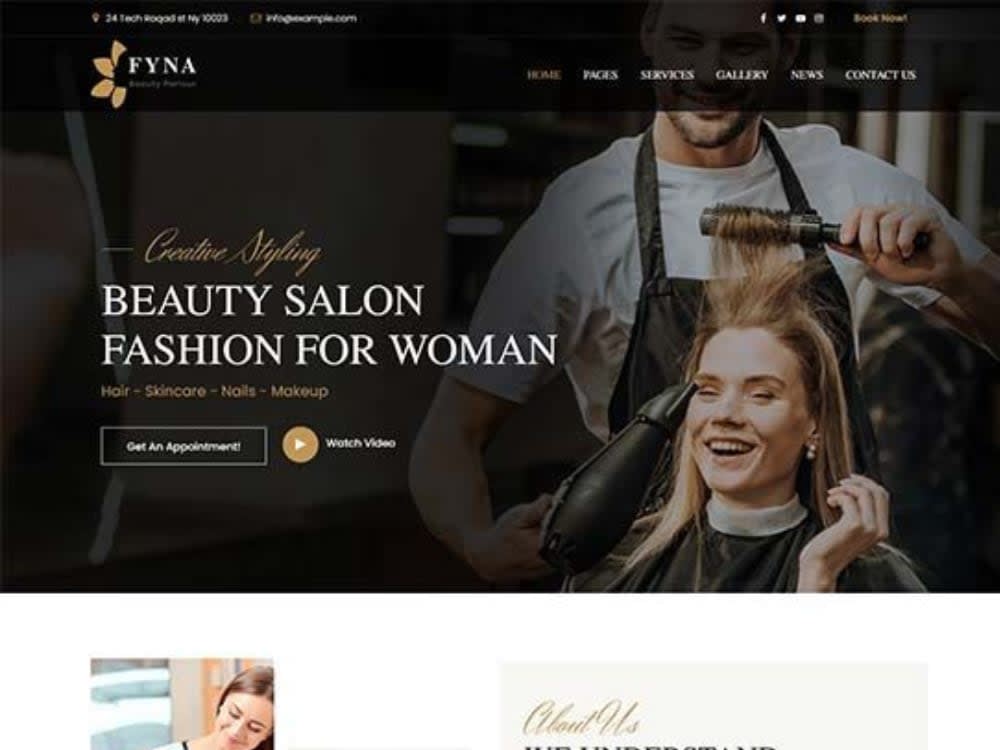 24 Tech Roqad st Ny 10023
info@example.com
Book Now!
FYNA
Beauty Parlour
HOME
PAGES
SERVICES
GALLERY
NEWS
CONTACT US
Creative Styling
BEAUTY SALON
FASHION FOR WOMAN
Hair - Skincare - Nails - Makeup
Get An Appointment!
Watch Video
About Us
WE UNDERSTAND